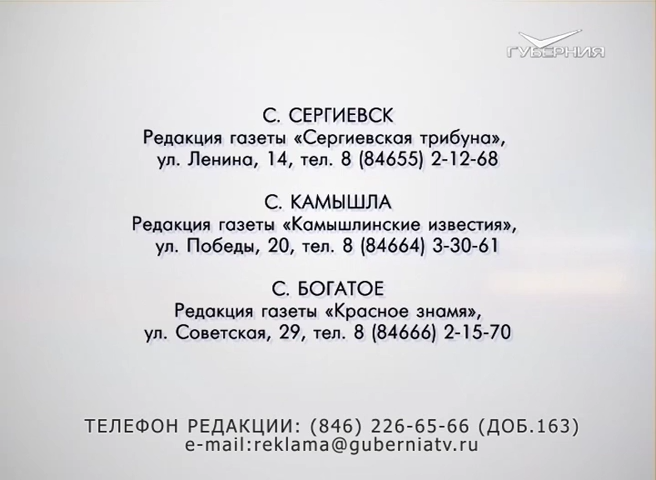 ГУБЕРНИЯ
С. СЕРГИЕВСК
Редакция газеты «Сергиевская трибуна»,
ул. Ленина, 14, тел. 8 (84655) 2-12-68
С. КАМЫШЛА
Редакция газеты «Камышлинские известия»,
ул. Победы, 20, тел. 8 (84664) 3-30-61
С. БОГАТОЕ
Редакция газеты «Красное знамя»,
ул. Советская, 29, тел. 8 (84666) 2-15-70
ТЕЛЕФОН РЕДАКЦИИ: (846) 226-65-66 (ДОБ.163)
e-mail:reklama@guberniatv.ru